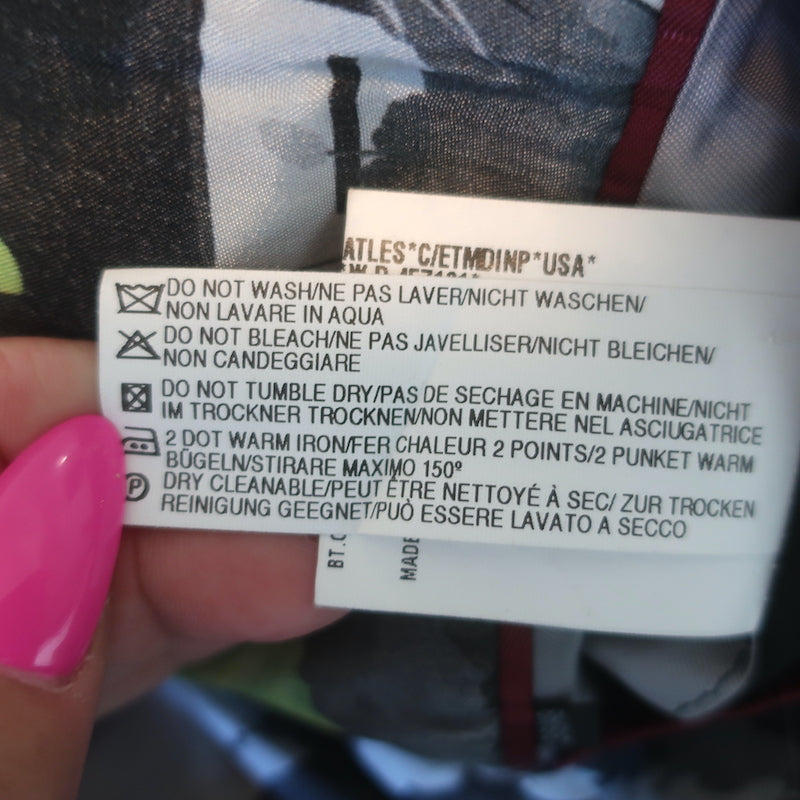 ATLES*C/ETMDINP*USA*
DO NOT WASH/NE PAS LAVER/NICHT WASCHEN/
NON LAVARE IN AQUA
DO NOT BLEACH/NE PAS JAVELLISER/NICHT BLEICHEN/
NON CANDEGGIARE
DO NOT TUMBLE DRY/PAS DE SECHAGE EN MACHINE/NICHT
IM TROCKNER TROCKNEN/NON METTERE NEL ASCIUGATRICE
2 DOT WARM IRON/FER CHALEUR 2 POINTS/2 PUNKET WARM
BÜGELN/STIRARE MAXIMO 150º
P DRY CLEANABLE/PEUT ÊTRE NETTOYÉ À SEC/ ZUR TROCKEN
REINIGUNG GEEGNET/PUÒ ESSERE LAVATO A SECCO
BT.
MADE